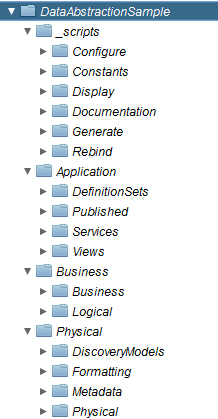 DataAbstractionSample
_scripts
Configure
Constants
Display
Documentation
Generate
Rebind
Application
DefinitionSets
Published
Services
Views
Business
Business
Logical
Physical
DiscoveryModels
Formatting
Metadata
Physical